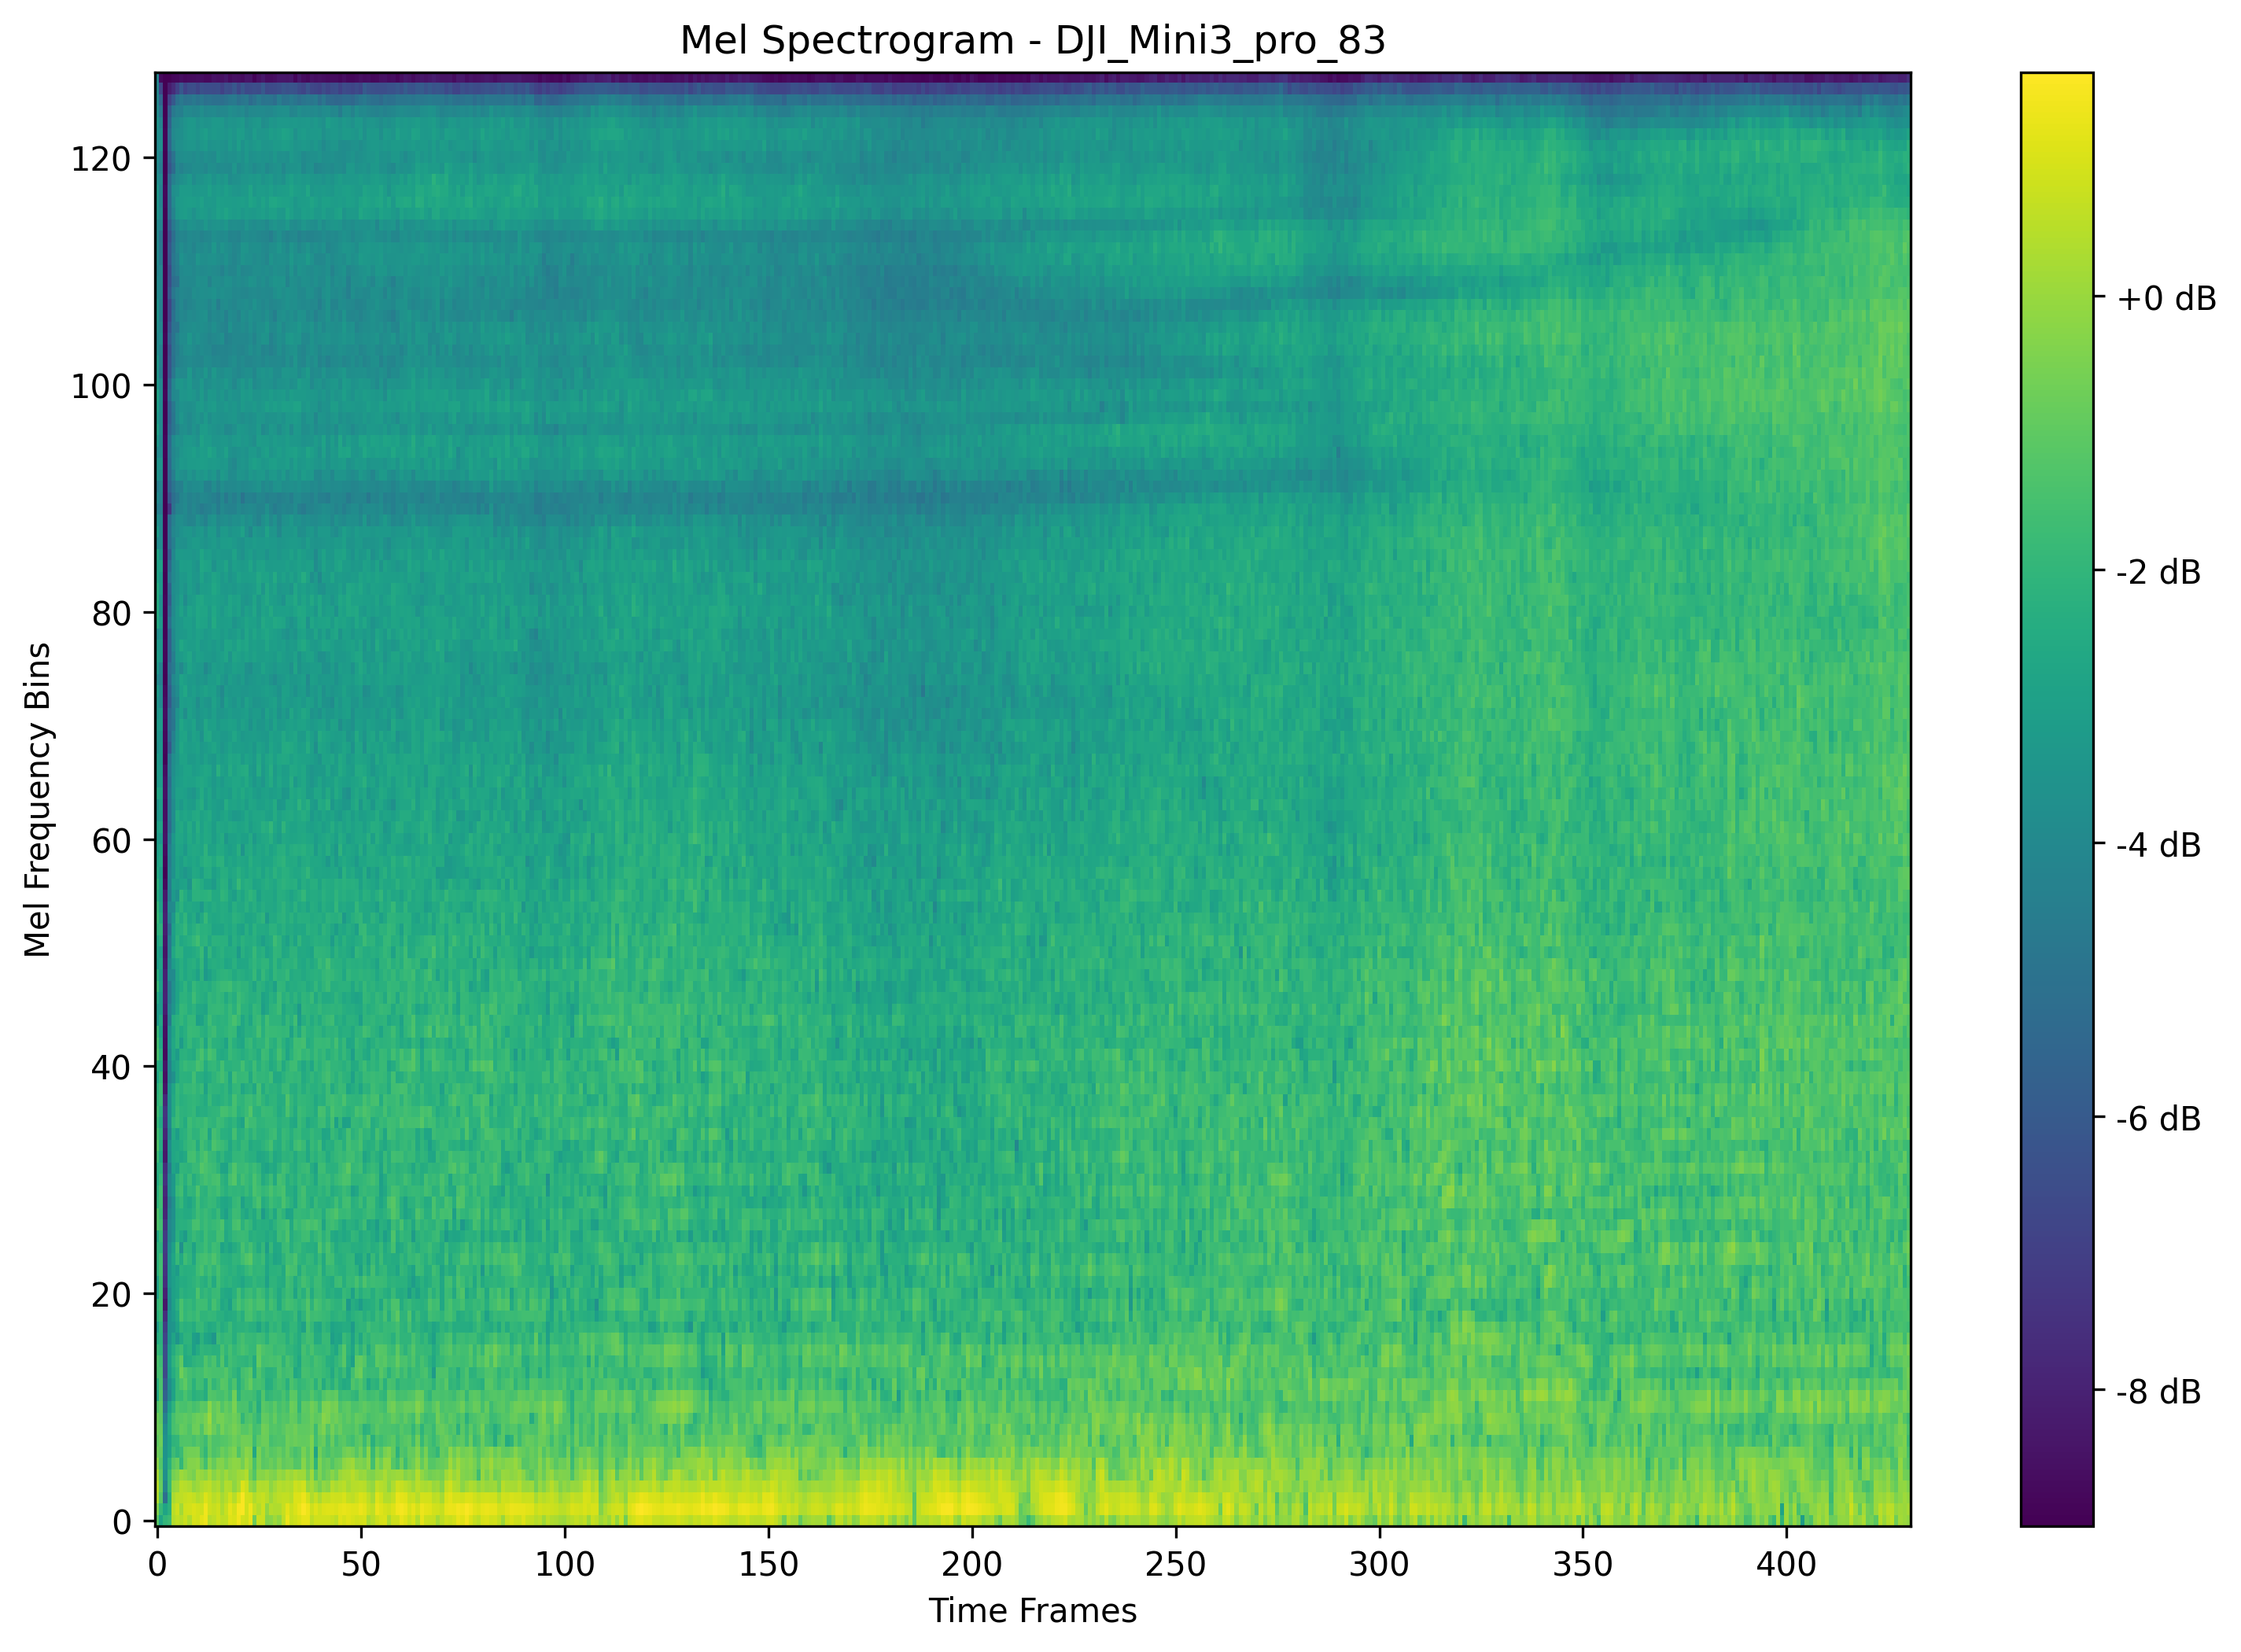 Mel Spectrogram - DJI_Mini3_pro_83
120
100
80
60
40
20
0
Mel Frequency Bins
0 50 100 150 200 250 300 350 400
Time Frames
+0 dB
-2 dB
-4 dB
-6 dB
-8 dB